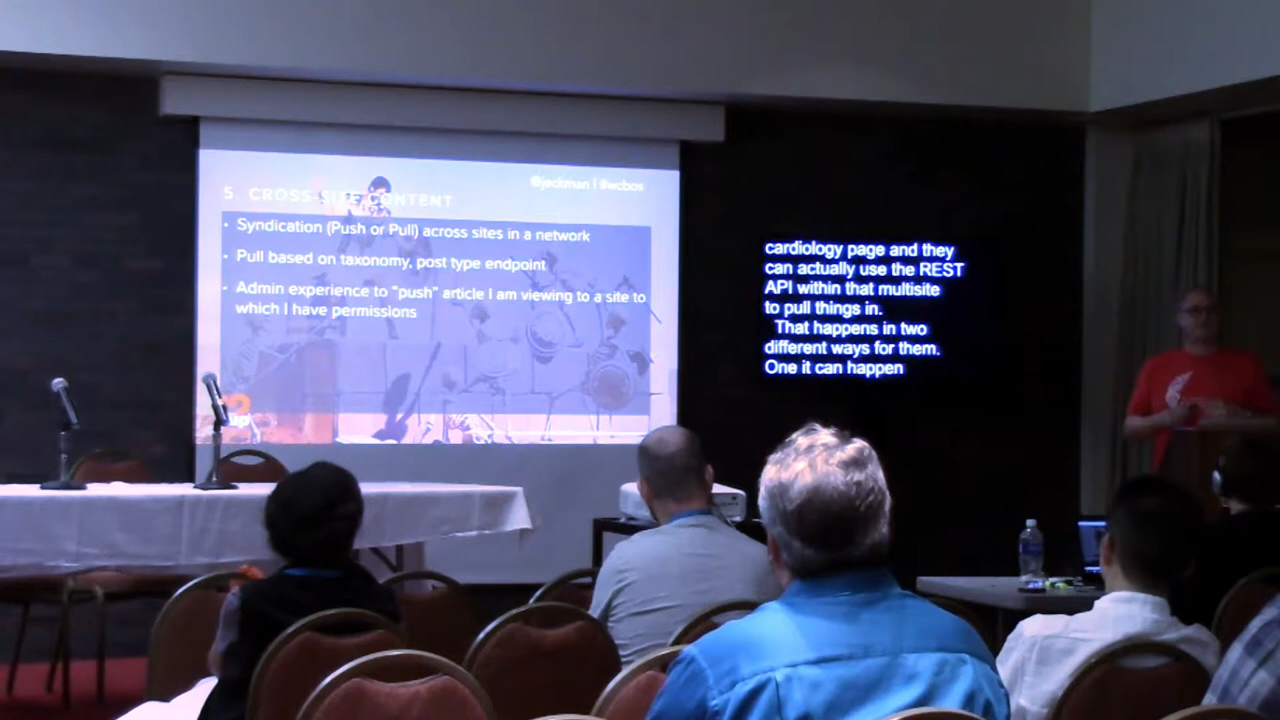 @jeckman | #wcbos
5. CROSS-SITE CONTENT
• Syndication (Push or Pull) across sites in a network
• Pull based on taxonomy, post type endpoint
• Admin experience to "push" article I am viewing to a site to
which I have permissions
up
cardiology page and they
can actually use the REST
API within that multisite
to pull things in.
That happens in two
different ways for them.
One it can happen